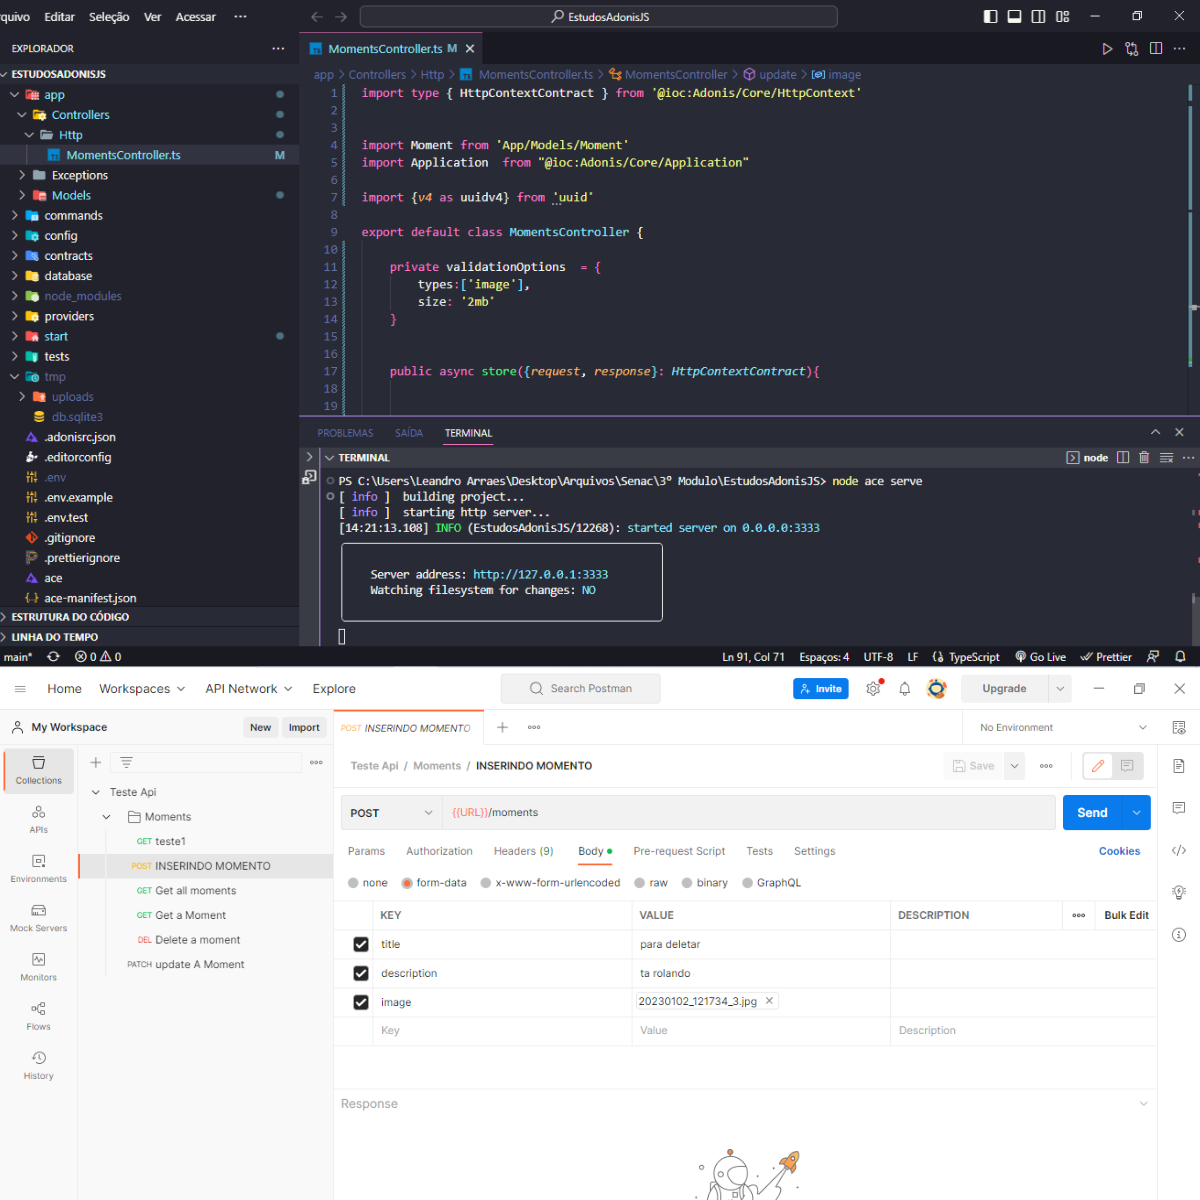 rquivo Editar Seleção Ver Acessar ···
EstudosAdonisJS
EXPLORADOR
ESTUDOSADONISJS
app
Controllers
Http
MomentsController.ts M
Exceptions
Models
commands
config
contracts
database
node_modules
providers
start
tests
tmp
uploads
db.sqlite3
.adonisrc.json
.editorconfig
.env
.env.example
.env.test
.gitignore
.prettierignore
ace
ace-manifest.json
ESTRUTURA DO CÓDIGO
LINHA DO TEMPO
MomentsController.ts M
app > Controllers > Http > MomentsController.ts > MomentsController > update > image
1 import type { HttpContextContract } from '@ioc:Adonis/Core/HttpContext'
2
3
4 import Moment from 'App/Models/Moment'
5 import Application from "@ioc:Adonis/Core/Application"
6
7 import {v4 as uuidv4} from 'uuid'
8
9 export default class MomentsController {
10
11 private validationOptions = {
12 types:['image'],
13 size: '2mb'
14 }
15
16
17 public async store({request, response}: HttpContextContract){
18
19
PROBLEMAS SAÍDA TERMINAL
TERMINAL
node
PS C:\Users\Leandro Arraes\Desktop\Arquivos\Senac\3º Modulo\EstudosAdonisJS> node ace serve
[ info ] building project...
[ info ] starting http server...
[14:21:13.108] INFO (EstudosAdonisJS/12268): started server on 0.0.0.0:3333
Server address: http://127.0.0.1:3333
Watching filesystem for changes: NO
main* 0 0 Ln 91, Col 71 Espaços: 4 UTF-8 LF TypeScript Go Live Prettier
Home Workspaces API Network Explore
Search Postman
Invite
Upgrade
My Workspace
New Import
Collections
APIs
Environments
Mock Servers
Monitors
Flows
History
Teste Api
Moments
GET teste1
POST INSERINDO MOMENTO
GET Get all moments
GET Get a Moment
DEL Delete a moment
PATCH update A Moment
POST INSERINDO MOMENTO
No Environment
Teste Api / Moments / INSERINDO MOMENTO
Save
POST {{URL}}/moments
Send
Params Authorization Headers (9) Body Pre-request Script Tests Settings
Cookies
none form-data x-www-form-urlencoded raw binary GraphQL
KEY VALUE DESCRIPTION Bulk Edit
title para deletar
description ta rolando
image 20230102_121734_3.jpg
Key Value Description
Response